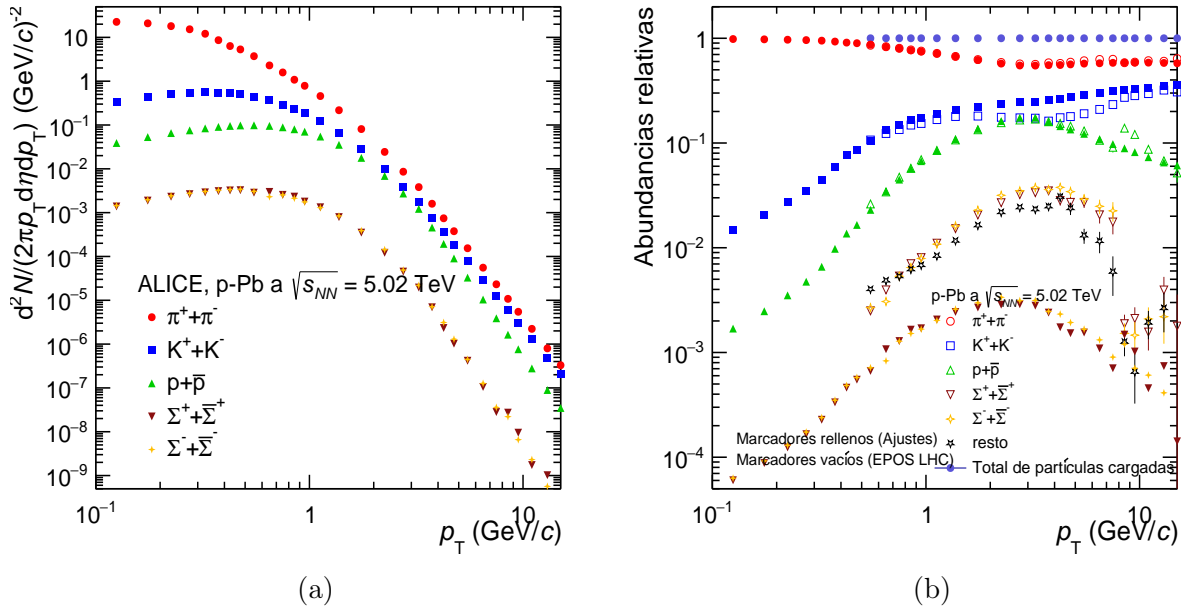 d²N/(2πp_Tdηdp_T) (GeV/c)⁻²
10
1
10⁻¹
10⁻²
10⁻³
10⁻⁴
10⁻⁵
10⁻⁶
10⁻⁷
10⁻⁸
10⁻⁹
ALICE, p-Pb a √s_NN = 5.02 TeV
π⁺+π⁻
K⁺+K⁻
p+p̅
Σ⁺+Σ̅⁺
Σ⁻+Σ̅⁻
10⁻¹ 1 10
p_T (GeV/c)
(a)
Abundancias relativas
1
10⁻¹
10⁻²
10⁻³
10⁻⁴
p-Pb a √s_NN = 5.02 TeV
π⁺+π⁻
K⁺+K⁻
p+p̅
Σ⁺+Σ̅⁺
Σ⁻+Σ̅⁻
resto
Total de partículas cargadas
Marcadores rellenos (Ajustes)
Marcadores vacíos (EPOS LHC)
10⁻¹ 1 10
p_T (GeV/c)
(b)